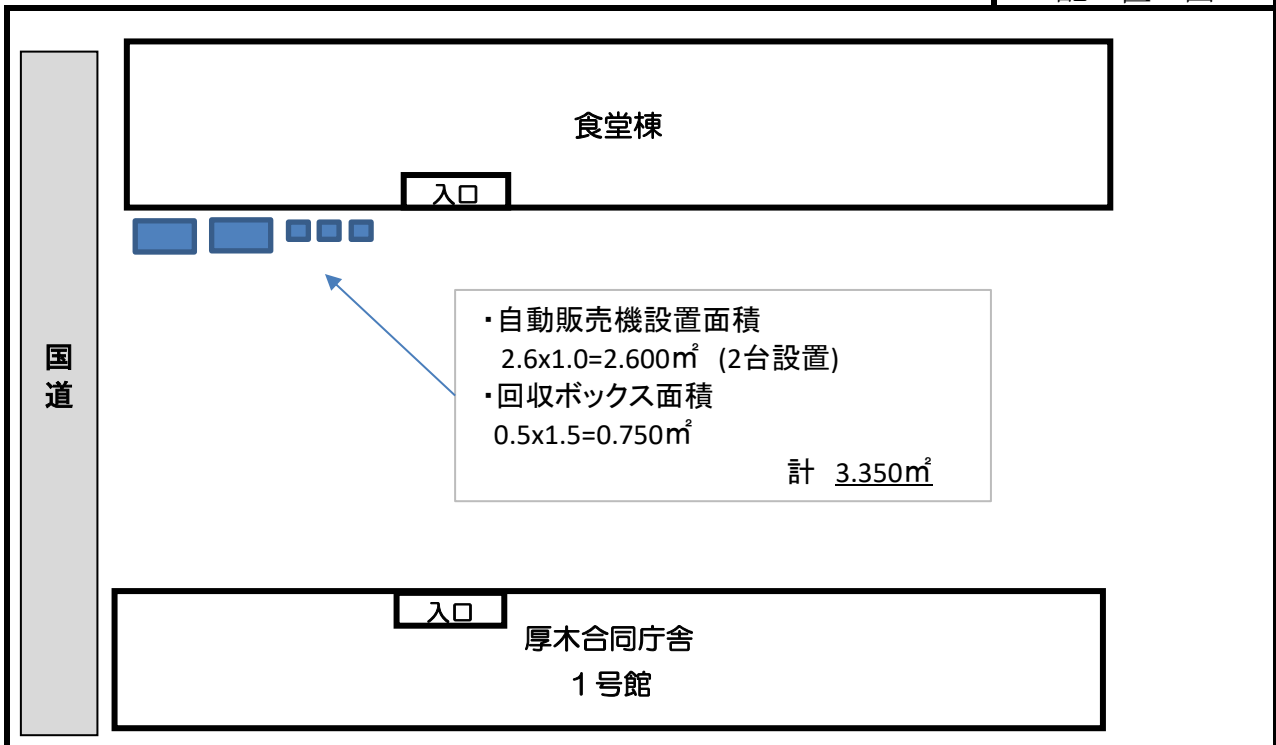 食堂棟
入口
国
道
・自動販売機設置面積
2.6x1.0=2.600㎡ (2台設置)
・回収ボックス面積
0.5x1.5=0.750㎡
計 3.350㎡
入口
厚木合同庁舎
1号館